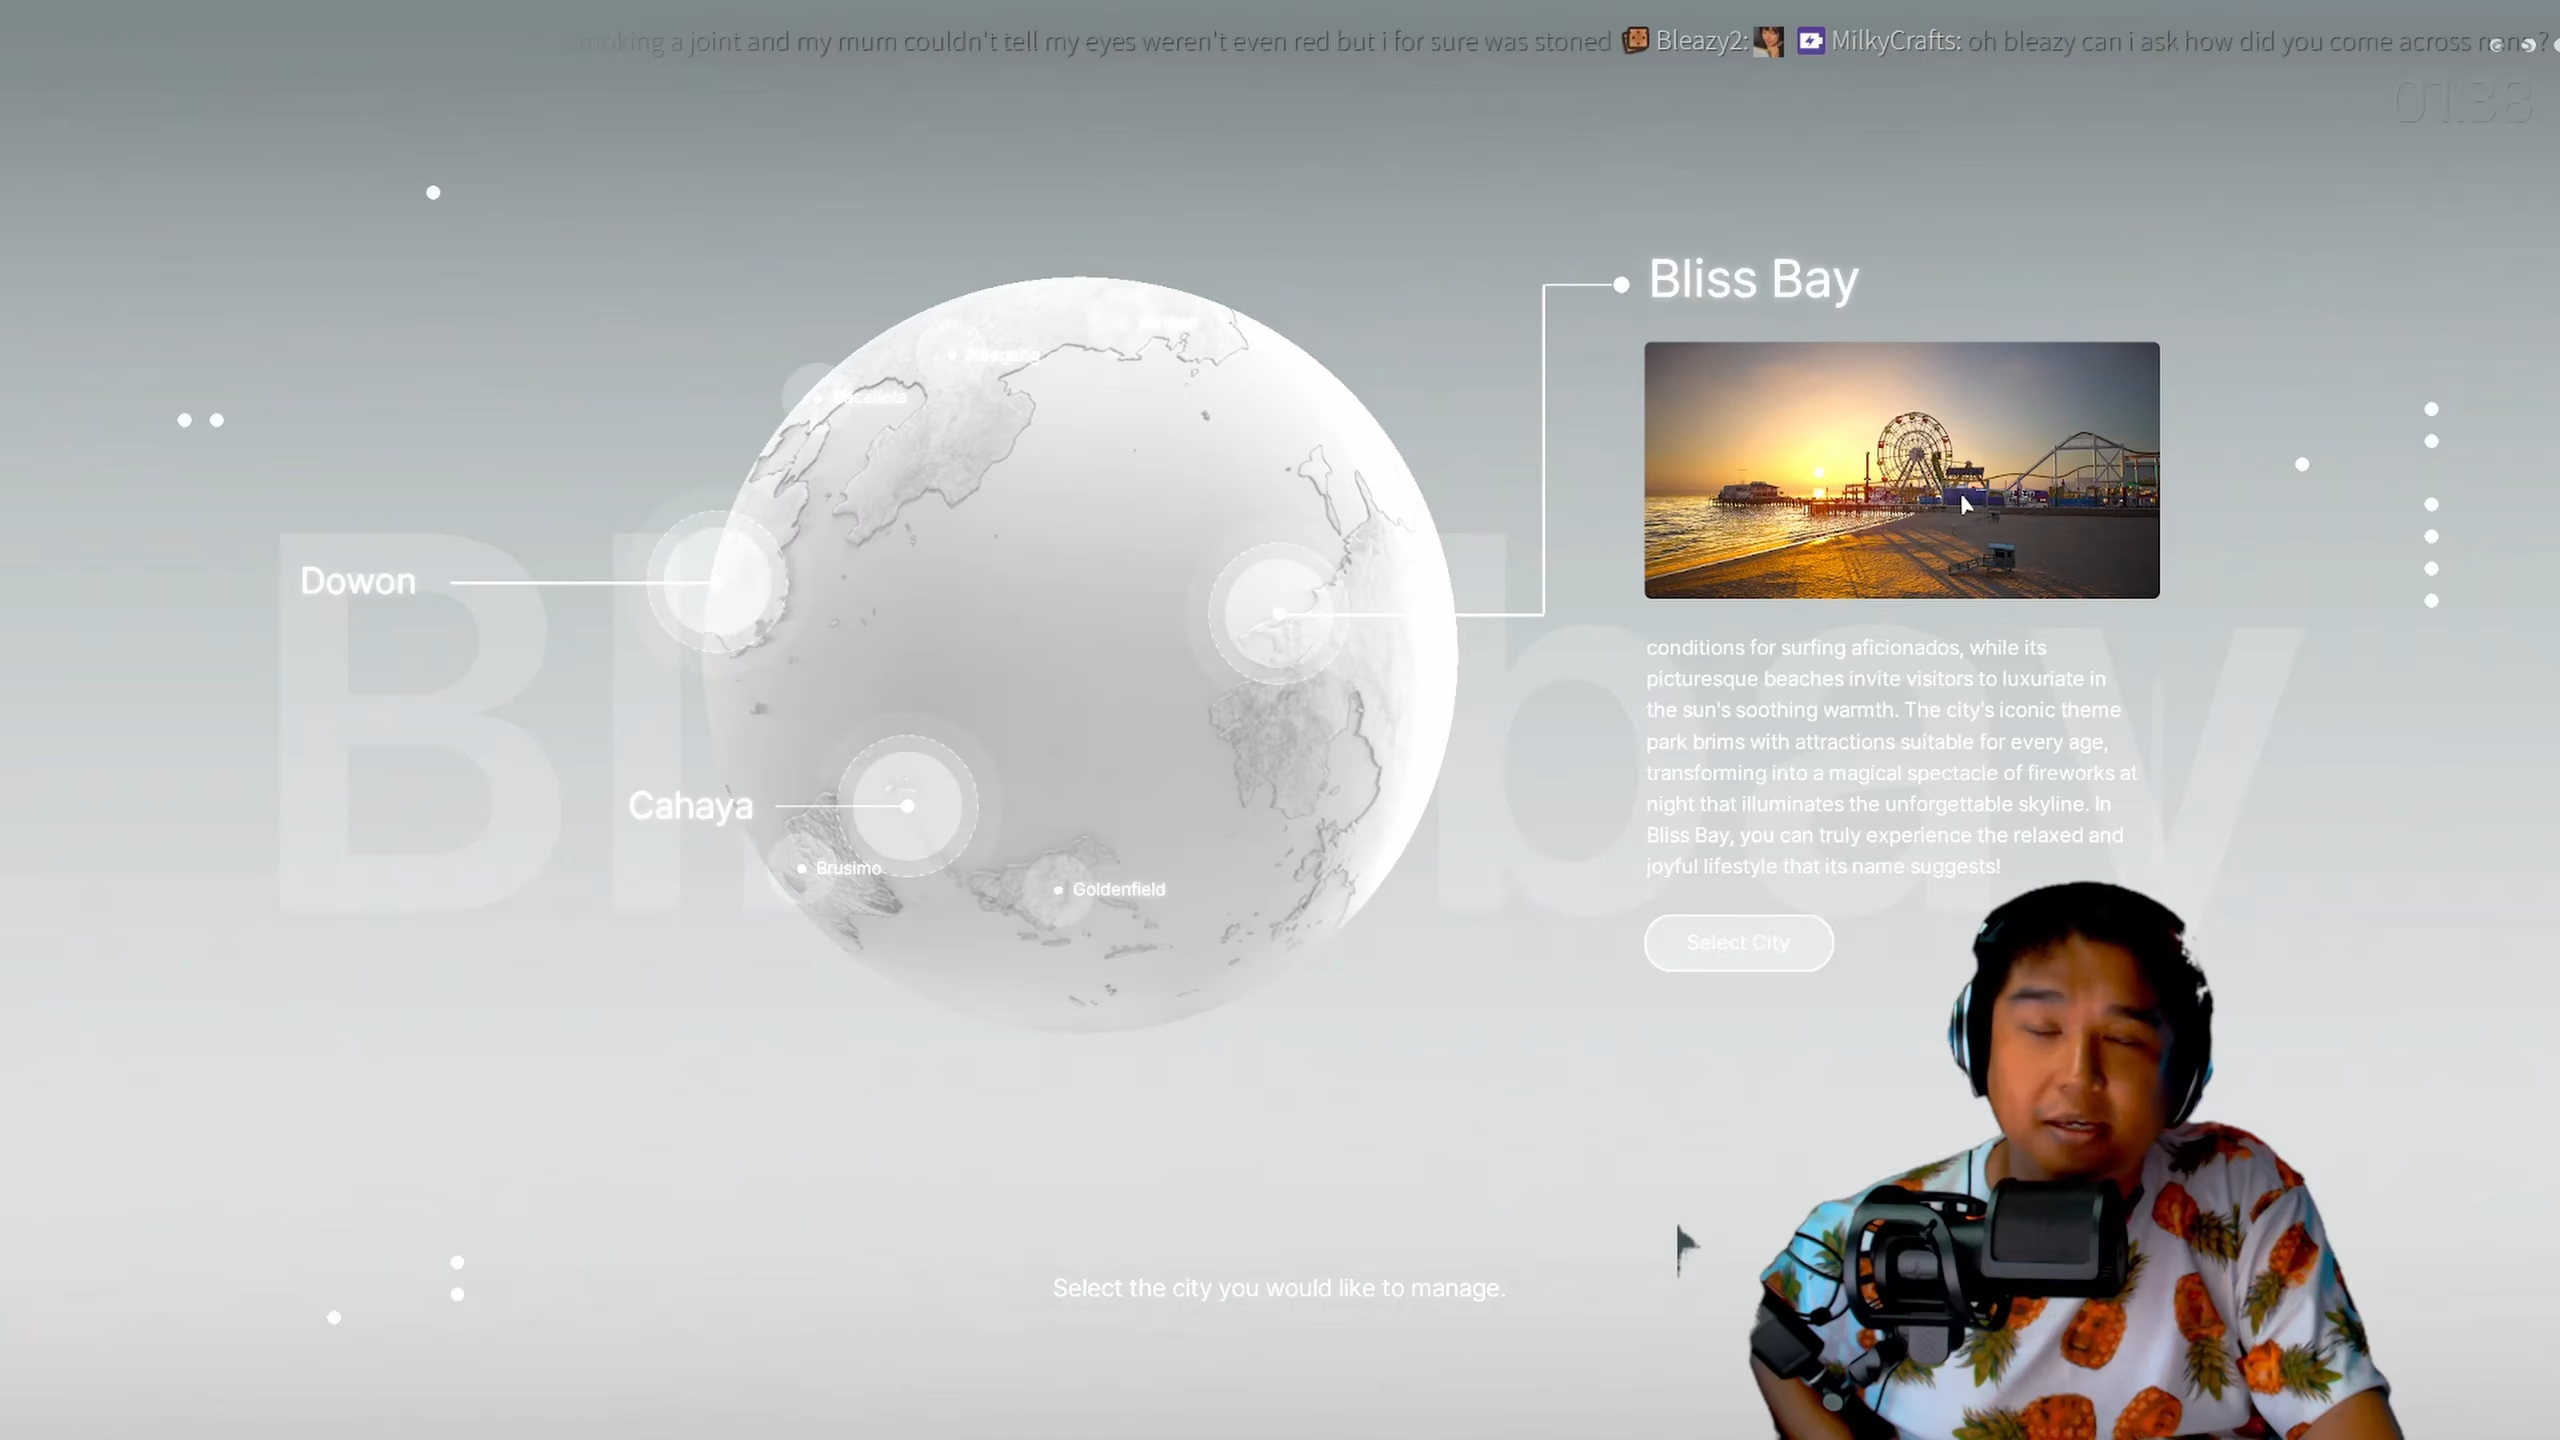 smoking a joint and my mum couldn't tell my eyes weren't even red but i for sure was stoned Bleazy2: MilkyCrafts: oh bleazy can i ask how did you come across nana?
01:38
Bliss Bay
Dowon
conditions for surfing aficionados, while its
picturesque beaches invite visitors to luxuriate in
the sun's soothing warmth. The city's iconic theme
park brims with attractions suitable for every age,
transforming into a magical spectacle of fireworks at
night that illuminates the unforgettable skyline. In
Bliss Bay, you can truly experience the relaxed and
joyful lifestyle that its name suggests!
Cahaya
Brusimo
Goldenfield
Select City
Select the city you would like to manage.